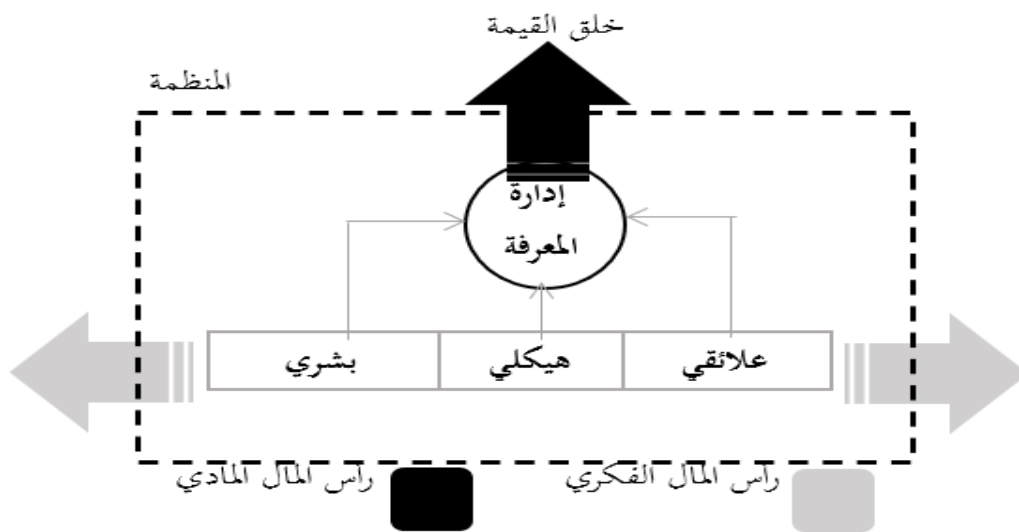 خلق القيمة
المنظمة
إدارة
المعرفة
علائقي هيكلي بشري
رأس المال الفكري رأس المال المادي